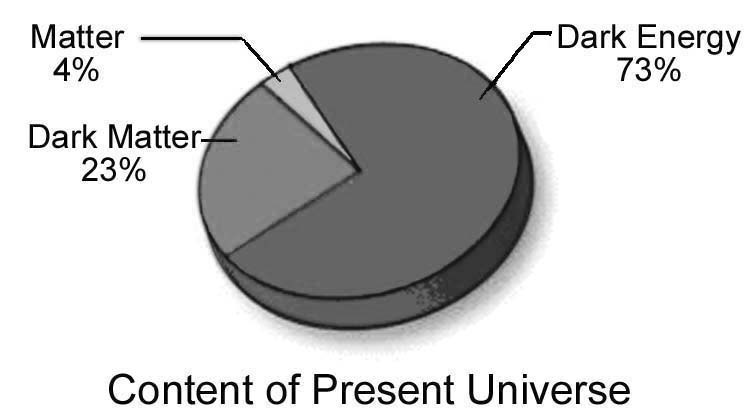 Matter
4%
Dark Energy
73%
Dark Matter
23%
Content of Present Universe